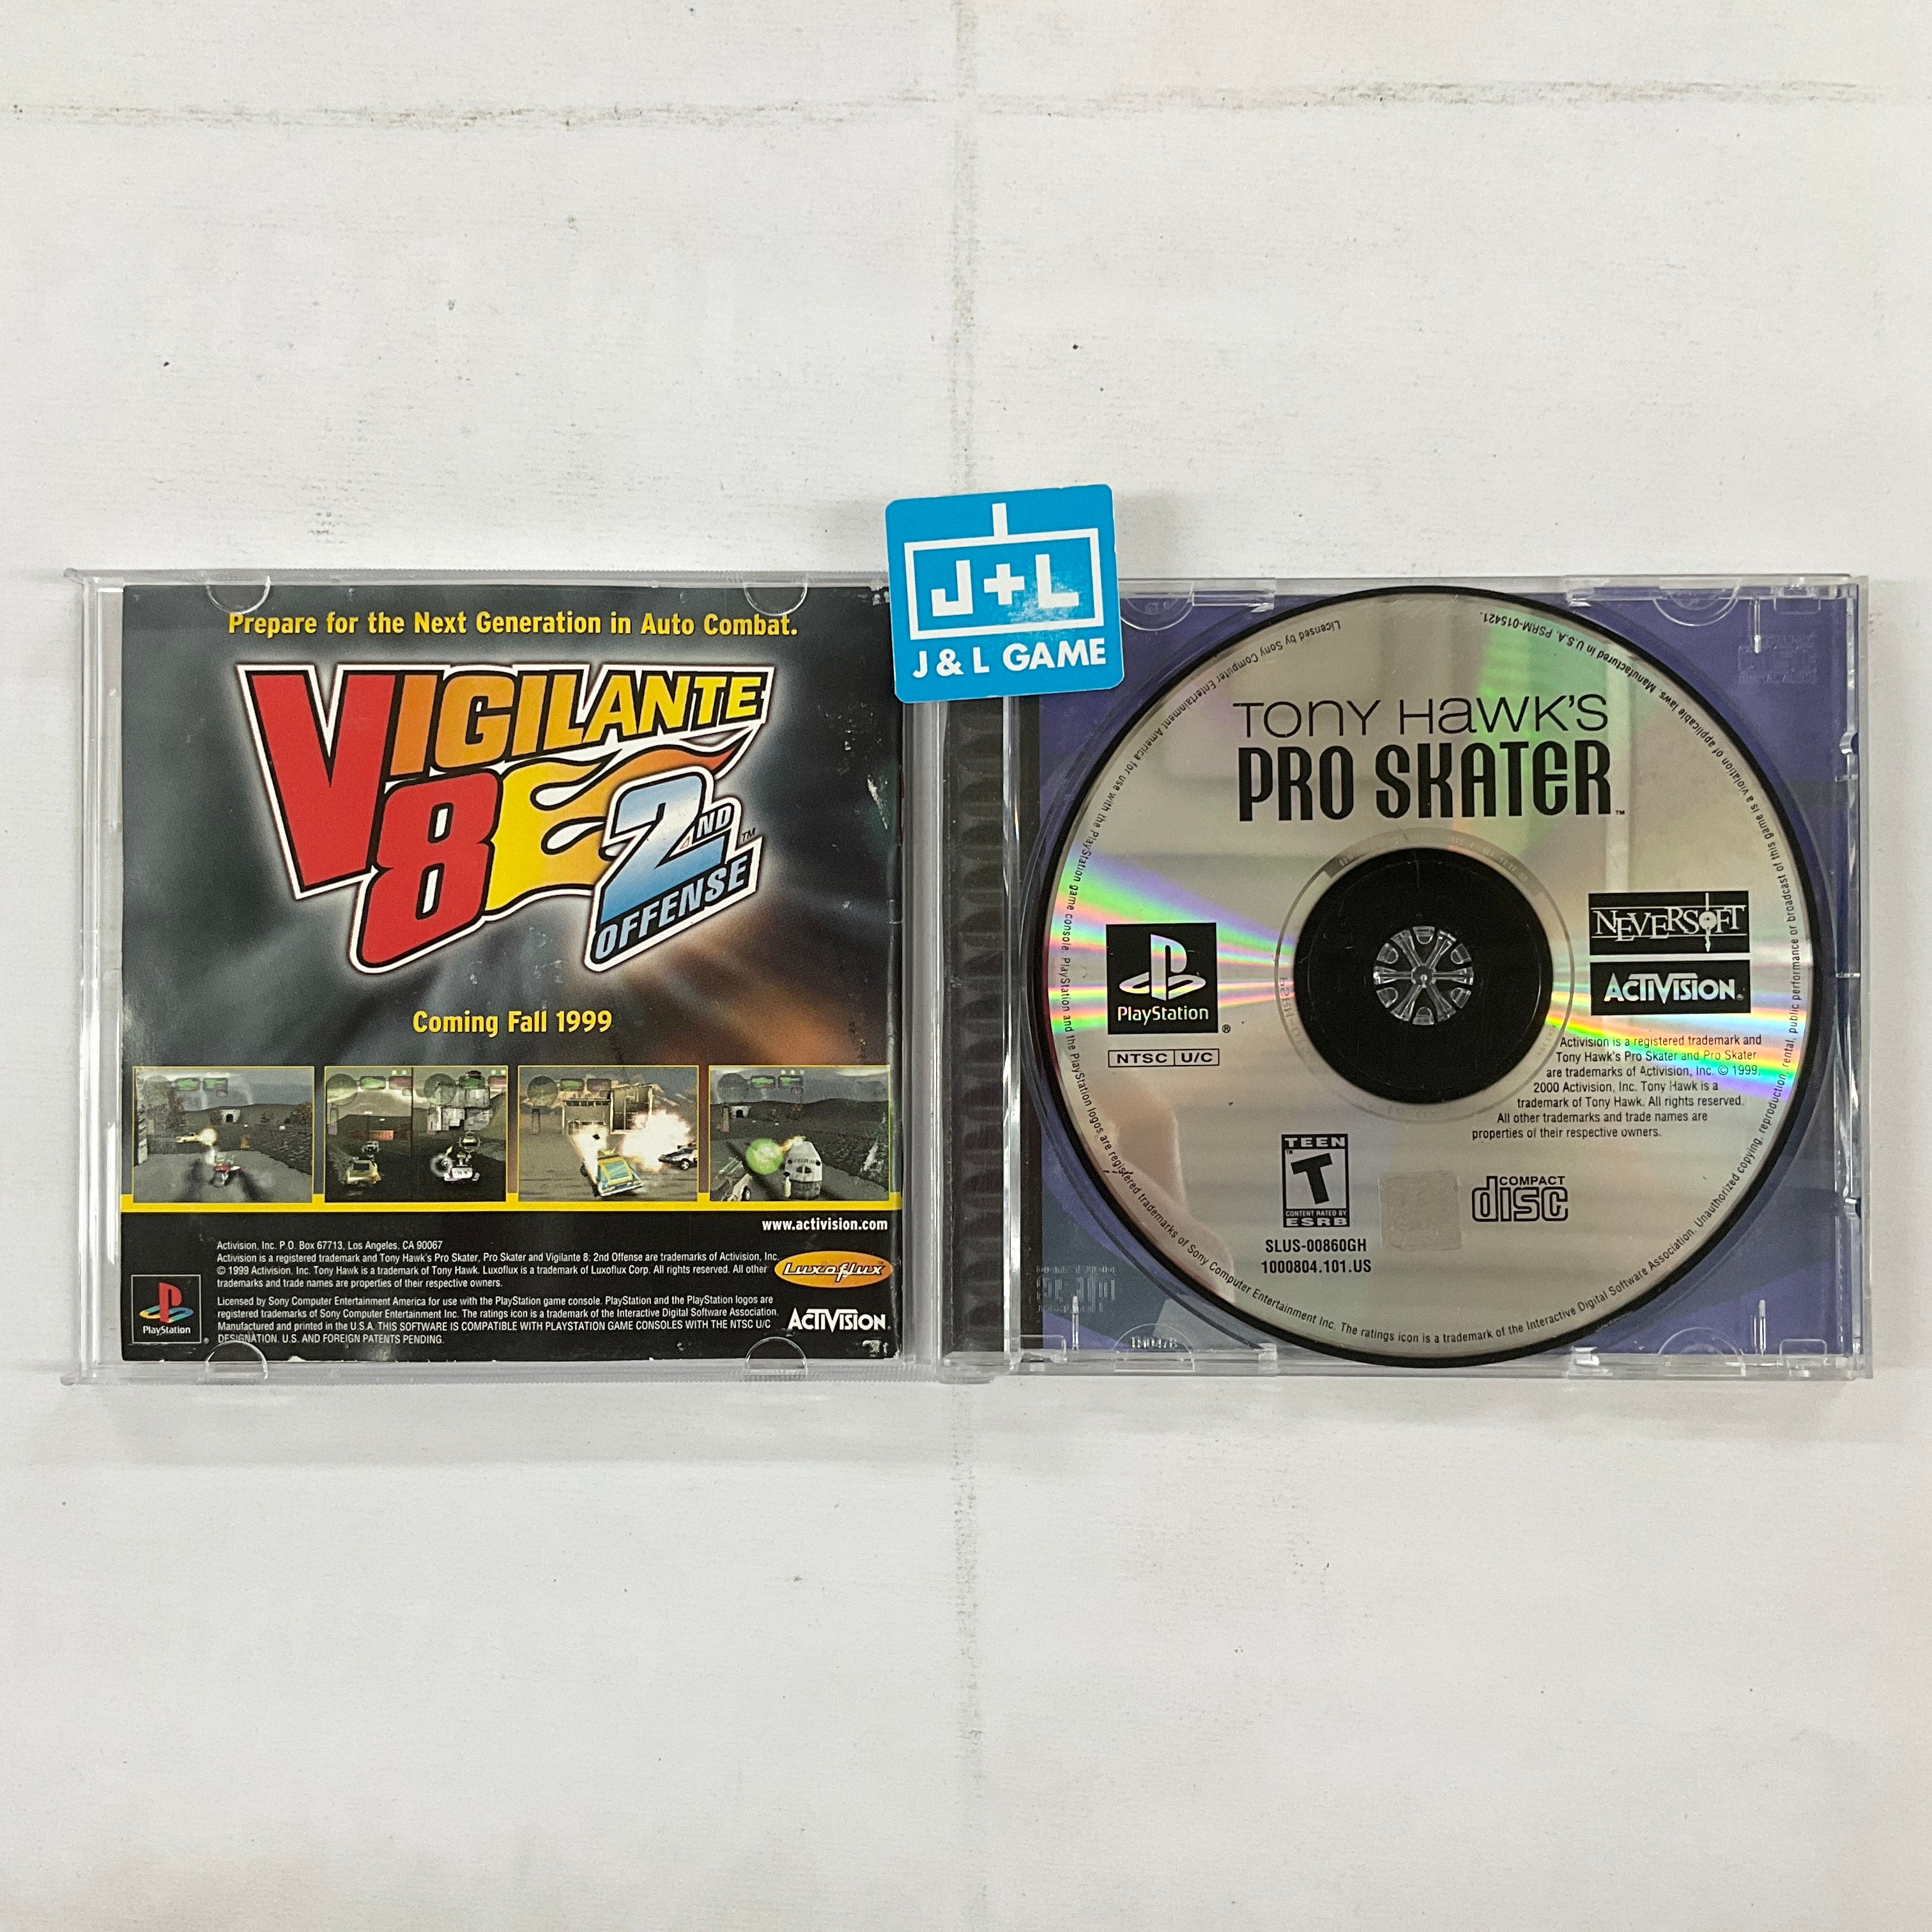 Prepare for the Next Generation in Auto Combat.
VIGILANTE
8
2ND
OFFENSE™
Coming Fall 1999
www.activision.com
Activision, Inc. P.O. Box 67713, Los Angeles, CA 90067
Activision is a registered trademark and Tony Hawk's Pro Skater, Pro Skater and Vigilante 8: 2nd Offense are trademarks of Activision, Inc.
© 1999 Activision, Inc. Tony Hawk is a trademark of Tony Hawk. Luxoflux is a trademark of Luxoflux Corp. All rights reserved. All other
trademarks and trade names are properties of their respective owners.
Licensed by Sony Computer Entertainment America for use with the PlayStation game console. PlayStation and the PlayStation logos are
registered trademarks of Sony Computer Entertainment Inc. The ratings icon is a trademark of the Interactive Digital Software Association.
Manufactured and printed in the U.S.A. THIS SOFTWARE IS COMPATIBLE WITH PLAYSTATION GAME CONSOLES WITH THE NTSC U/C
DESIGNATION. U.S. AND FOREIGN PATENTS PENDING.
PlayStation®
Luxoflux
ACTIVISION.
J+L
J & L GAME
TONY HAWK'S
PRO SKATER™
NEVERSOFT
ACTIVISION®
PlayStation®
NTSC U/C
Activision is a registered trademark and
Tony Hawk's Pro Skater and Pro Skater
are trademarks of Activision, Inc. © 1999,
2000 Activision, Inc. Tony Hawk is a
trademark of Tony Hawk. All rights reserved.
All other trademarks and trade names are
properties of their respective owners.
TEEN
T
CONTENT RATED BY
ESRB
COMPACT
disc
SLUS-00860GH
1000804.101.US
Licensed by Sony Computer Entertainment America for use with the PlayStation game console. PlayStation and the PlayStation logos are registered trademarks of Sony Computer Entertainment Inc. The ratings icon is a trademark of the Interactive Digital Software Association. Unauthorized copying, reproduction, rental, public performance or broadcast of this game is a violation of applicable laws. Manufactured in U.S.A. PSRM-015421.